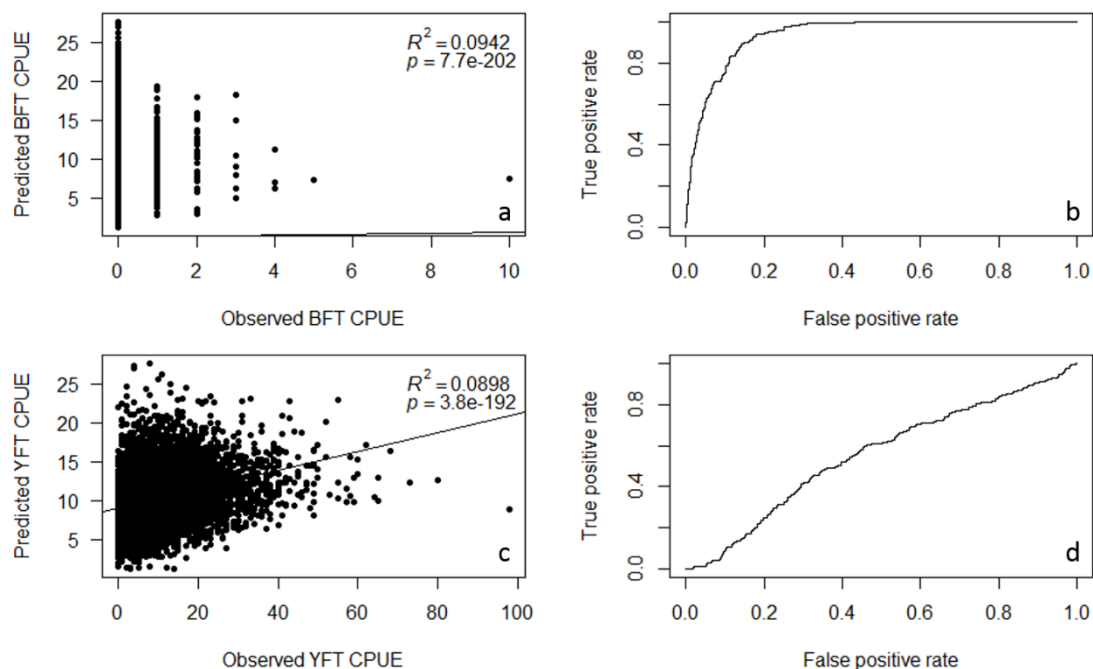 R² = 0.0942
p = 7.7e-202
Predicted BFT CPUE
25
20
15
10
5
a
0 2 4 6 8 10
Observed BFT CPUE
True positive rate
0.8
0.4
0.0
b
0.0 0.2 0.4 0.6 0.8 1.0
False positive rate
R² = 0.0898
p = 3.8e-192
Predicted YFT CPUE
25
20
15
10
5
c
0 20 40 60 80 100
Observed YFT CPUE
True positive rate
0.8
0.4
0.0
d
0.0 0.2 0.4 0.6 0.8 1.0
False positive rate